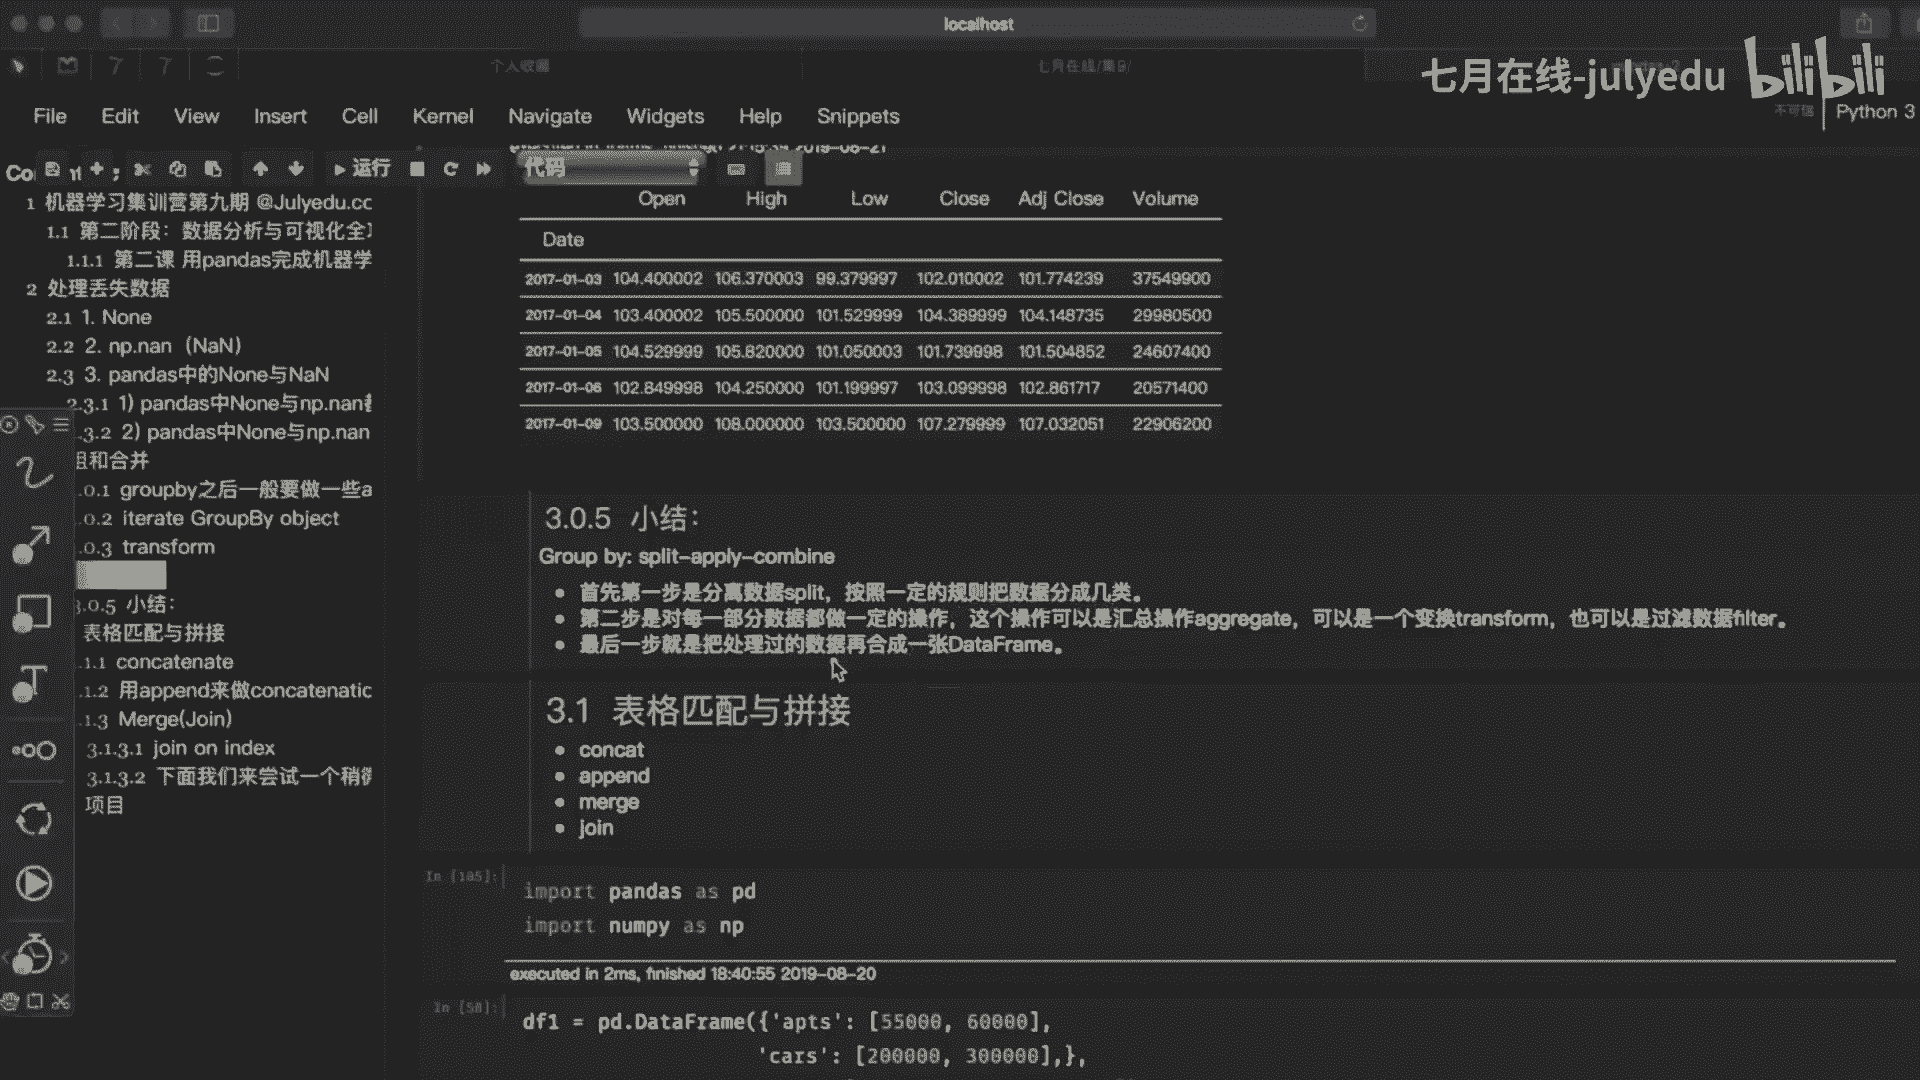 localhost
个人收藏
七月在线/集9/
七月在线-julyedu bilibili
File Edit View Insert Cell Kernel Navigate Widgets Help Snippets
不可信 Python 3
运行 代码
1 机器学习集训营第九期 @Julyedu.cc
1.1 第二阶段：数据分析与可视化全
1.1.1 第二课 用pandas完成机器学
2 处理丢失数据
2.1 1. None
2.2 2. np.nan（NaN）
2.3 3. pandas中的None与NaN
2.3.1 1) pandas中None与np.nan
.3.2 2) pandas中None与np.nan
和合并
.0.1 groupby之后一般要做一些a
.0.2 iterate GroupBy object
.0.3 transform
3.0.5 小结：
表格匹配与拼接
.1.1 concatenate
.1.2 用append来做concatenatic
.1.3 Merge(Join)
3.1.3.1 join on index
3.1.3.2 下面我们来尝试一个稍微
项目
Open High Low Close Adj Close Volume
Date
2017-01-03 104.400002 106.370003 99.379997 102.010002 101.774239 37549900
2017-01-04 103.400002 105.500000 101.529999 104.389999 104.148735 29980500
2017-01-05 104.529999 105.820000 101.050003 101.739998 101.504852 24607400
2017-01-06 102.849998 104.250000 101.199997 103.099998 102.861717 20571400
2017-01-09 103.500000 108.000000 103.500000 107.279999 107.032051 22906200
3.0.5 小结：
Group by: split-apply-combine
首先第一步是分离数据split，按照一定的规则把数据分成几类。
第二步是对每一部分数据都做一定的操作，这个操作可以是汇总操作aggregate，可以是一个变换transform，也可以是过滤数据filter。
最后一步就是把处理过的数据再合成一张DataFrame。
3.1 表格匹配与拼接
concat
append
merge
join
In [105]:
import pandas as pd
import numpy as np
executed in 2ms, finished 18:40:55 2019-08-20
In [50]:
df1 = pd.DataFrame({'apts': [55000, 60000],
'cars': [200000, 300000],},